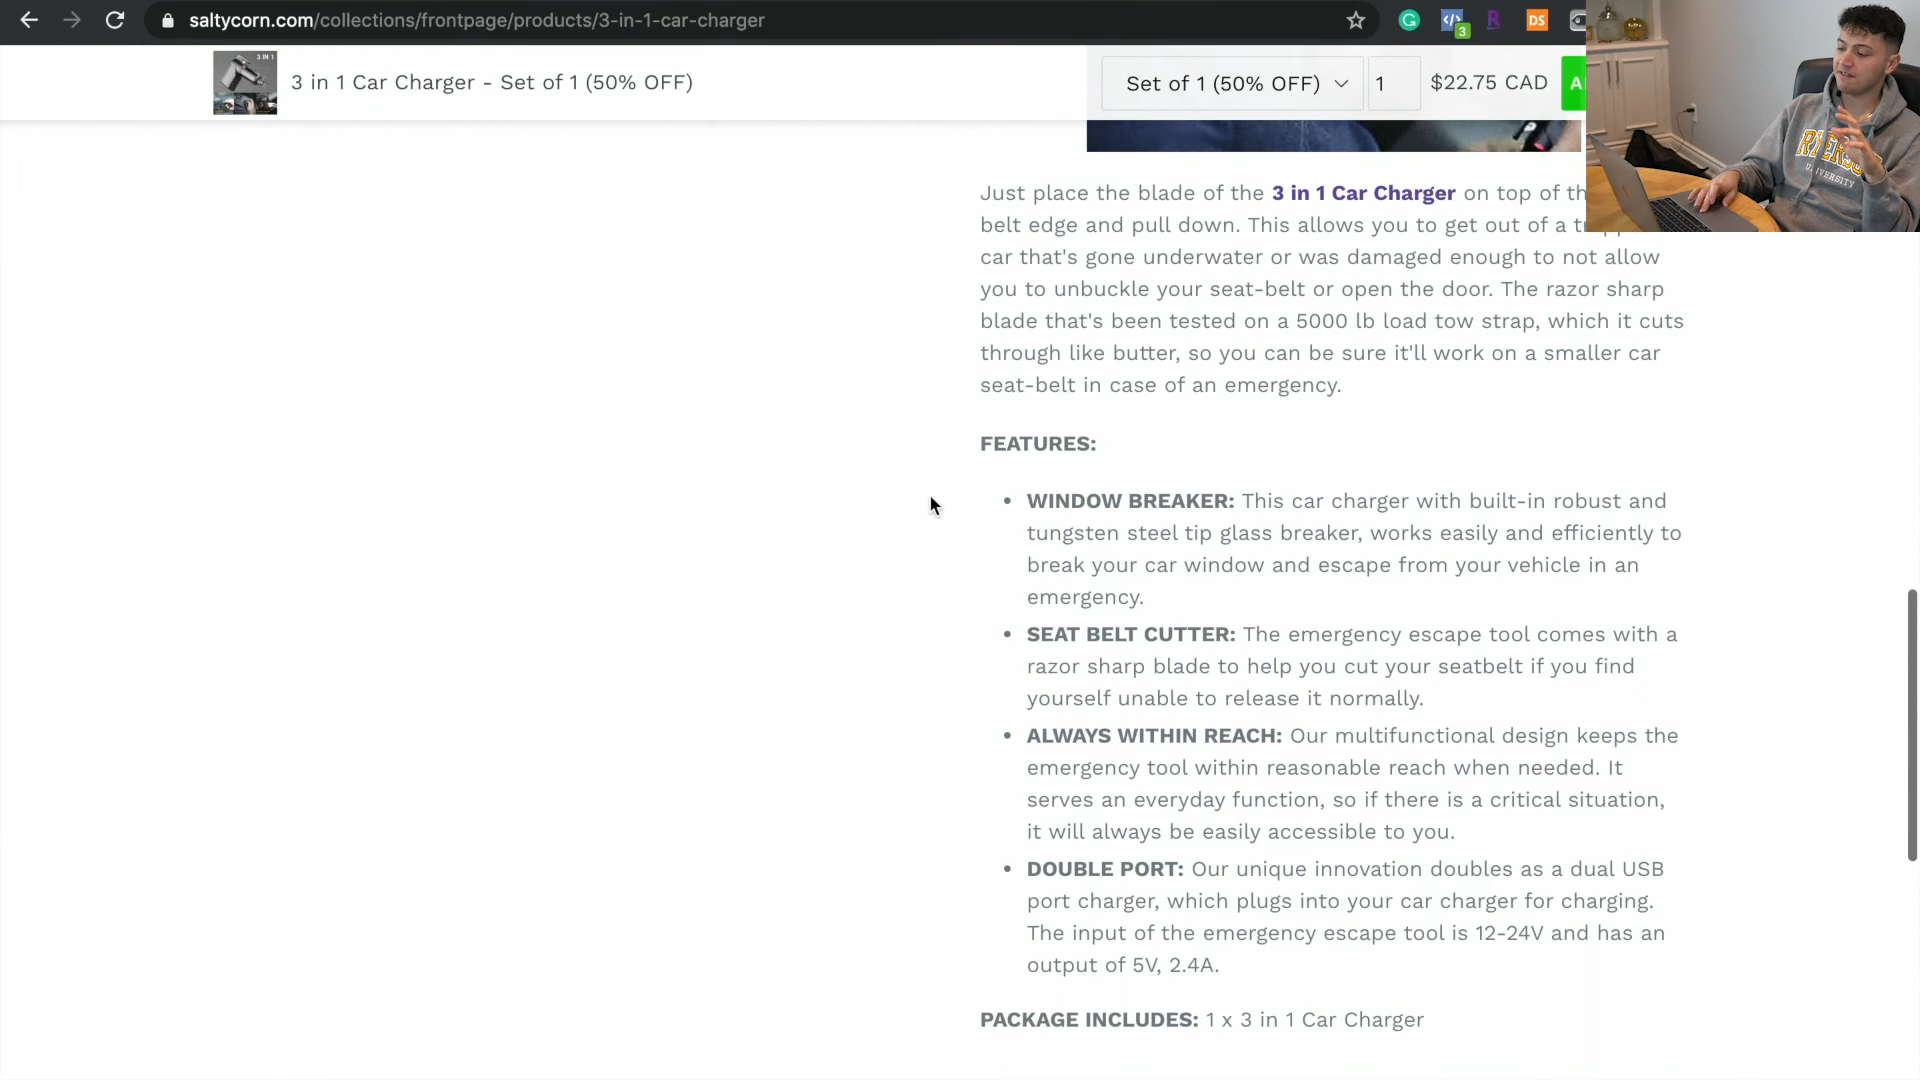 saltycorn.com/collections/frontpage/products/3-in-1-car-charger
3
DS
3 IN 1
3 in 1 Car Charger - Set of 1 (50% OFF)
Set of 1 (50% OFF)
1
$22.75 CAD
UNIVERSITY
Just place the blade of the 3 in 1 Car Charger on top of
belt edge and pull down. This allows you to get out of a
car that's gone underwater or was damaged enough to not allow
you to unbuckle your seat-belt or open the door. The razor sharp
blade that's been tested on a 5000 lb load tow strap, which it cuts
through like butter, so you can be sure it'll work on a smaller car
seat-belt in case of an emergency.
FEATURES:
• WINDOW BREAKER: This car charger with built-in robust and
tungsten steel tip glass breaker, works easily and efficiently to
break your car window and escape from your vehicle in an
emergency.
• SEAT BELT CUTTER: The emergency escape tool comes with a
razor sharp blade to help you cut your seatbelt if you find
yourself unable to release it normally.
• ALWAYS WITHIN REACH: Our multifunctional design keeps the
emergency tool within reasonable reach when needed. It
serves an everyday function, so if there is a critical situation,
it will always be easily accessible to you.
• DOUBLE PORT: Our unique innovation doubles as a dual USB
port charger, which plugs into your car charger for charging.
The input of the emergency escape tool is 12-24V and has an
output of 5V, 2.4A.
PACKAGE INCLUDES: 1 x 3 in 1 Car Charger